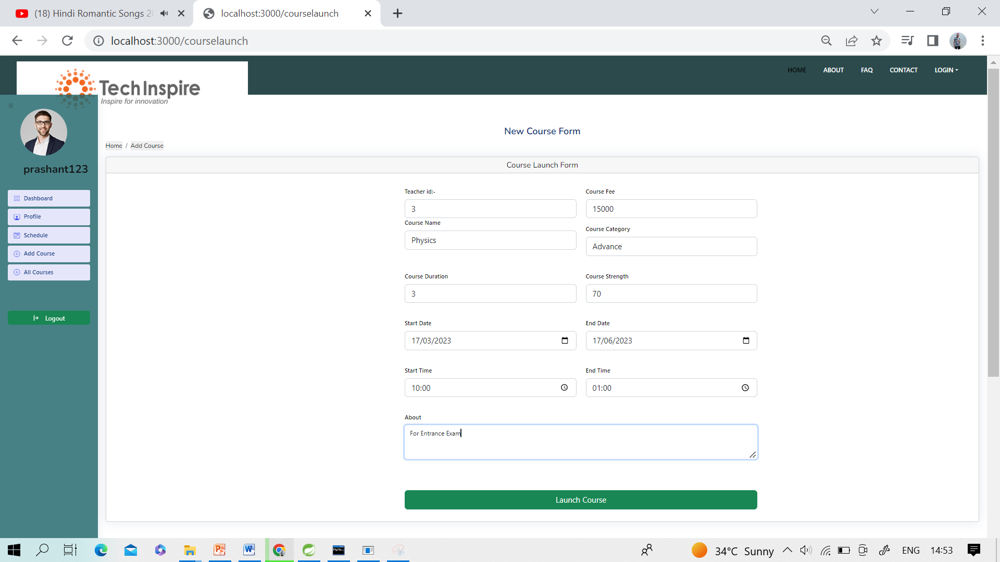 (18) Hindi Romantic Songs
localhost:3000/courselaunch
localhost:3000/courselaunch
HOME
ABOUT
FAQ
CONTACT
LOGIN
TechInspire
Inspire for innovation
prashant123
Dashboard
Profile
Schedule
Add Course
All Courses
Logout
New Course Form
Home / Add Course
Course Launch Form
Teacher id:-
Course Fee
3
15000
Course Name
Course Category
Physics
Advance
Course Duration
Course Strength
3
70
Start Date
End Date
17/03/2023
17/06/2023
Start Time
End Time
10:00
01:00
About
For Entrance Exam
Launch Course
34°C Sunny
ENG
14:53